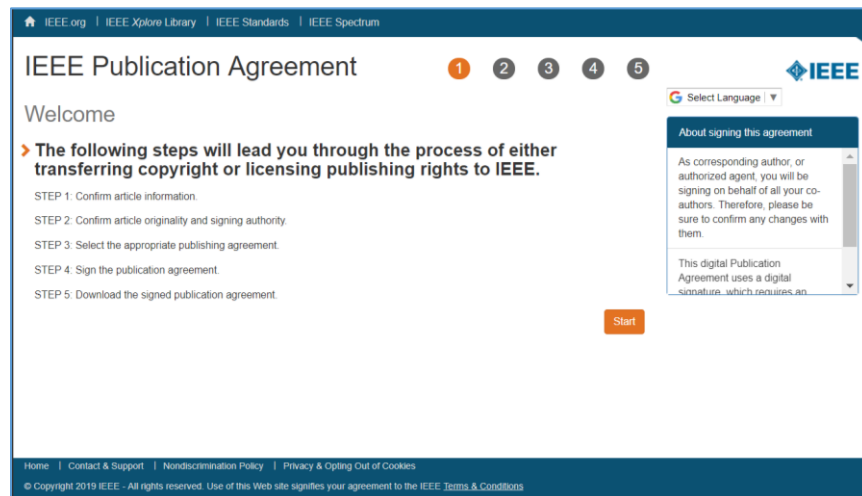 IEEE.org | IEEE Xplore Library | IEEE Standards | IEEE Spectrum
IEEE Publication Agreement
1 2 3 4 5
IEEE
Select Language
Welcome
The following steps will lead you through the process of either
transferring copyright or licensing publishing rights to IEEE.
STEP 1: Confirm article information.
STEP 2: Confirm article originality and signing authority.
STEP 3: Select the appropriate publishing agreement.
STEP 4: Sign the publication agreement.
STEP 5: Download the signed publication agreement.
Start
About signing this agreement
As corresponding author, or
authorized agent, you will be
signing on behalf of all your co-
authors. Therefore, please be
sure to confirm any changes with
them.
This digital Publication
Agreement uses a digital
signature, which requires an
Home | Contact & Support | Nondiscrimination Policy | Privacy & Opting Out of Cookies
© Copyright 2019 IEEE - All rights reserved. Use of this Web site signifies your agreement to the IEEE Terms & Conditions